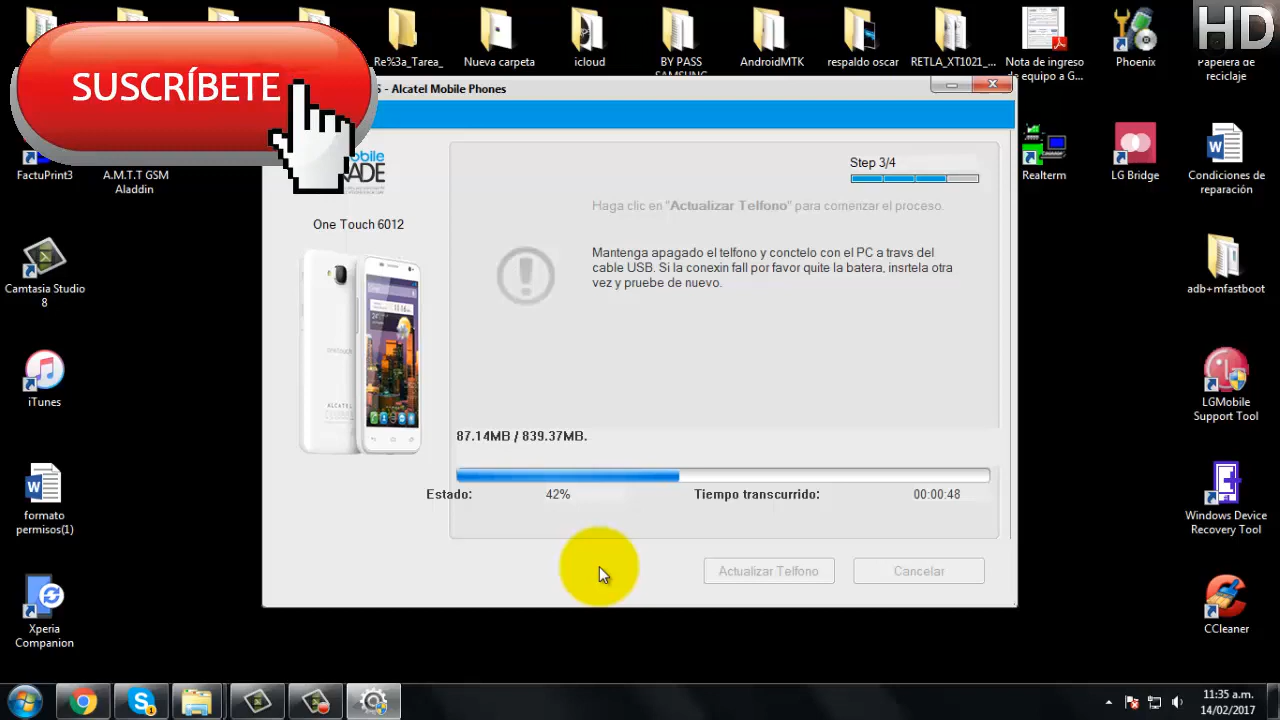 SUSCRÍBETE
HD
Re%3a_Tarea_
Nueva carpeta
icloud
BY PASS
SAMSUNG
AndroidMTK
respaldo oscar
RETLA_XT1021_...
Nota de ingreso
de equipo a G...
Phoenix
Papelera de
reciclaje
S - Alcatel Mobile Phones
FactuPrint3
A.M.T.T GSM
Aladdin
Realterm
LG Bridge
Condiciones de
reparación
Step 3/4
Haga clic en "Actualizar Telfono" para comenzar el proceso.
One Touch 6012
Mantenga apagado el telfono y conctelo con el PC a travs del
cable USB. Si la conexin fall por favor quite la batera, insrtela otra
vez y pruebe de nuevo.
onetouch
ALCATEL
Camtasia Studio
8
adb+mfastboot
iTunes
LGMobile
Support Tool
87.14MB / 839.37MB.
Estado:
42%
Tiempo transcurrido:
00:00:48
formato
permisos(1)
Windows Device
Recovery Tool
Actualizar Telfono
Cancelar
Xperia
Companion
CCleaner
11:35 a.m.
14/02/2017